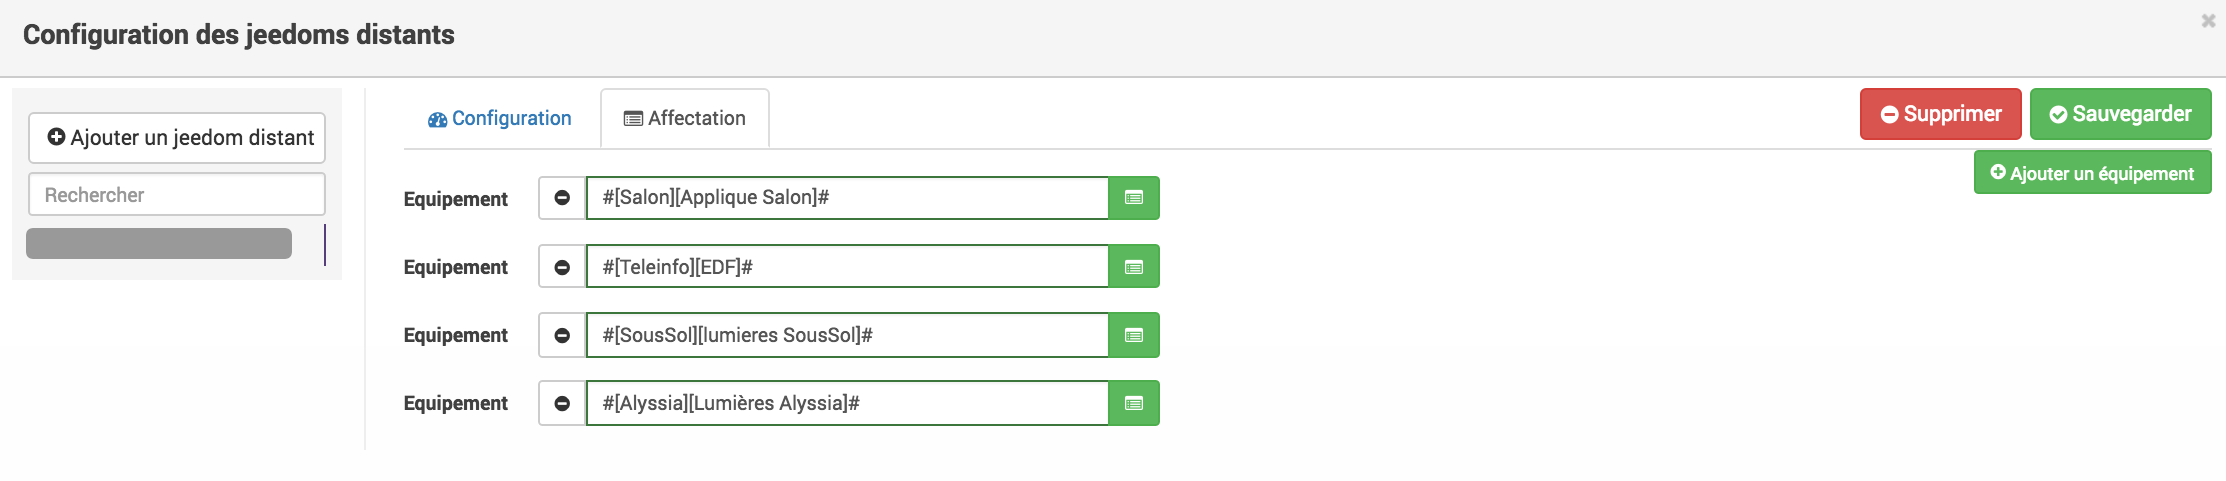 Configuration des jeedoms distants
Ajouter un jeedom distant
Rechercher
Configuration
Affectation
Supprimer
Sauvegarder
Ajouter un équipement
Equipement #[Salon][Applique Salon]#
Equipement #[Teleinfo][EDF]#
Equipement #[SousSol][lumieres SousSol]#
Equipement #[Alyssia][Lumières Alyssia]#